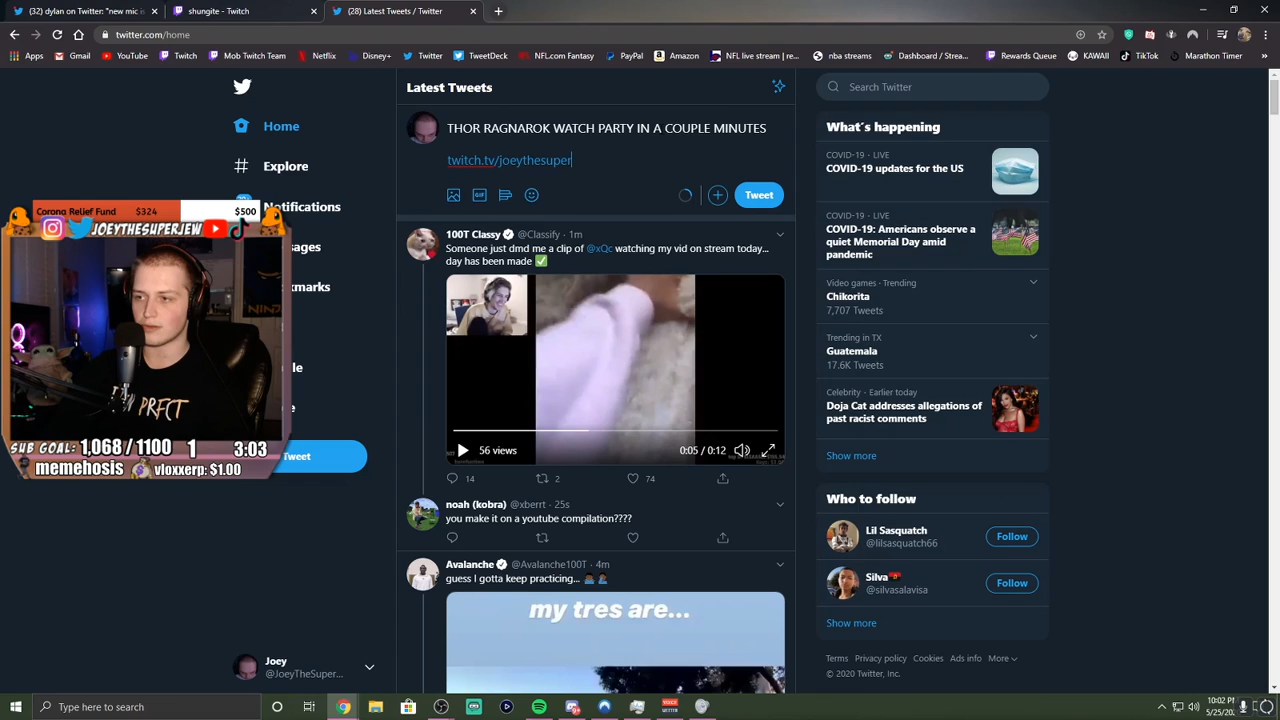 (32) dylan on Twitter: "new mic is
shungite - Twitch
(28) Latest Tweets / Twitter
twitter.com
Apps
Gmail
YouTube
Twitch
Mob Twitch Team
Netflix
Disney+
Twitter
TweetDeck
NFL.com Fantasy
PayPal
Amazon
NFL live stream | re...
nba streams
Dashboard / Strea...
Rewards Queue
KAWAII
TikTok
Marathon Timer
Home
Explore
Notifications
Tweet
Joey
@JoeyTheSuper...
Corona Relief Fund $324 $500
JOEYTHESUPERJEW
PRFCT
SUB GOAL: 1,068 / 1100 1 3:03
memehosis vloxxerp: $1.00
Latest Tweets
THOR RAGNAROK WATCH PARTY IN A COUPLE MINUTES
twitch.tv/joeythesuper
GIF
Tweet
100T Classy @Classify · 1m
Someone just dmd me a clip of @xQc watching my vid on stream today...
day has been made ✅
56 views
0:05 / 0:12
14 2 74
noah (kobra) @xberrt · 25s
you make it on a youtube compilation????
Avalanche @Avalanche100T · 4m
guess I gotta keep practicing...
my tres are...
Search Twitter
What's happening
COVID-19 · LIVE
COVID-19 updates for the US
COVID-19 · LIVE
COVID-19: Americans observe a
quiet Memorial Day amid
pandemic
Video games · Trending
Chikorita
7,707 Tweets
Trending in TX
Guatemala
17.6K Tweets
Celebrity · Earlier today
Doja Cat addresses allegations of
past racist comments
Show more
Who to follow
Lil Sasquatch
@lilsasquatch66
Follow
Silva
@silvasalavisa
Follow
Show more
Terms Privacy policy Cookies Ads info More
© 2020 Twitter, Inc.
Type here to search
10:02 PM